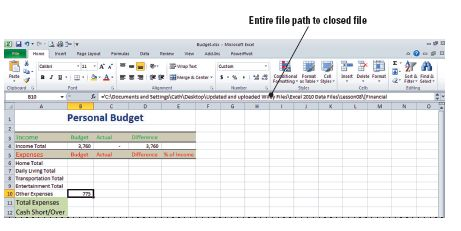 Entire file path to closed file
Budget.xls - Microsoft Excel
File Home Insert Page Layout Formulas Data Review View Add-Ins PowerPivot
Calibri 11 Wrap Text Custom
Paste B I U Merge & Center $ % Conditional Formatting Format as Table Cell Styles Insert Delete Format Sort & Filter Find & Select
Clipboard Font Alignment Number Styles Cells Editing
B10 fx ='C:\Documents and Settings\Cath\Desktop\Updated and uploaded Files\Excel 2010 Data Files\Lesson08\[Financial
A B C D E F G H I J K L M N O
1 Personal Budget
2
3 Income Budget Actual Difference
4 Income Total 3,760 - 3,760
5 Expenses Budget Actual Difference % of Income
6 Home Total
7 Daily Living Total
8 Transportation Total
9 Entertainment Total
10 Other Expenses 775
11 Total Expenses
12 Cash Short/Over